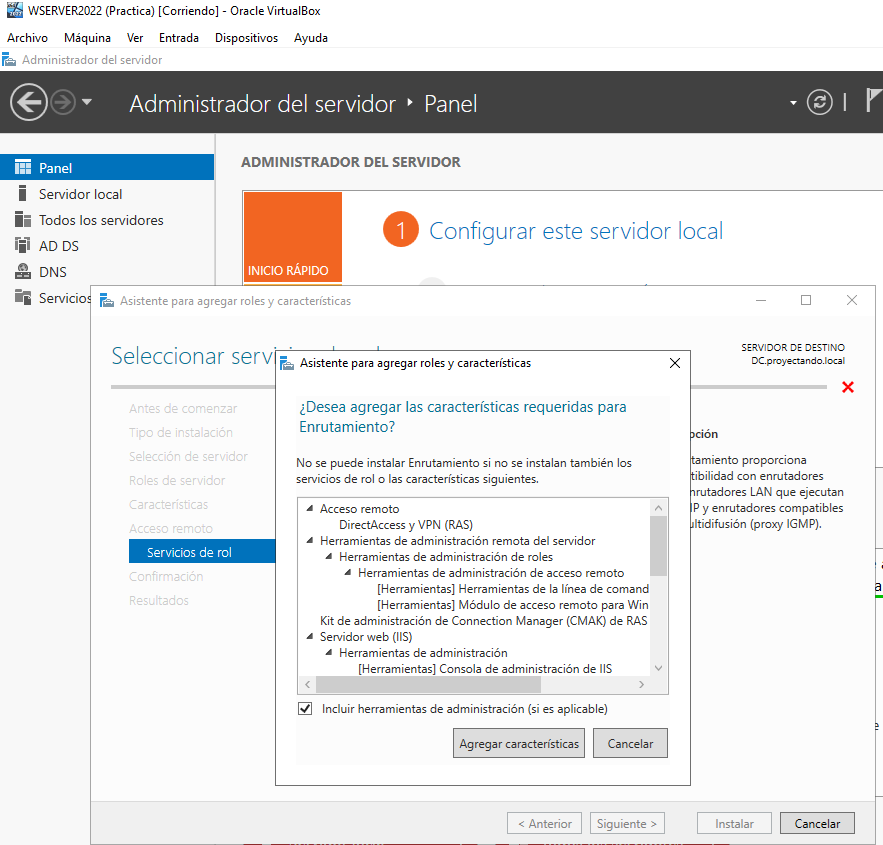 WSERVER2022 (Practica) [Corriendo] - Oracle VirtualBox
Archivo Máquina Ver Entrada Dispositivos Ayuda
Administrador del servidor
Administrador del servidor Panel
Panel
Servidor local
Todos los servidores
AD DS
DNS
Servicios
ADMINISTRADOR DEL SERVIDOR
INICIO RÁPIDO
1 Configurar este servidor local
Asistente para agregar roles y características
Seleccionar
SERVIDOR DE DESTINO
DC.proyectando.local
Antes de comenzar
Tipo de instalación
Selección de servidor
Roles de servidor
Características
Acceso remoto
Servicios de rol
Confirmación
Resultados
Asistente para agregar roles y características
¿Desea agregar las características requeridas para
Enrutamiento?
No se puede instalar Enrutamiento si no se instalan también los
servicios de rol o las características siguientes.
Acceso remoto
DirectAccess y VPN (RAS)
Herramientas de administración remota del servidor
Herramientas de administración de roles
Herramientas de administración de acceso remoto
[Herramientas] Herramientas de la línea de comand
[Herramientas] Módulo de acceso remoto para Win
Kit de administración de Connection Manager (CMAK) de RAS
Servidor web (IIS)
Herramientas de administración
[Herramientas] Consola de administración de IIS
Incluir herramientas de administración (si es aplicable)
Agregar características Cancelar
pción
tamiento proporciona
tibilidad con enrutadores
nrutadores LAN que ejecutan
IP y enrutadores compatibles
ultidifusión (proxy IGMP).
< Anterior Siguiente > Instalar Cancelar